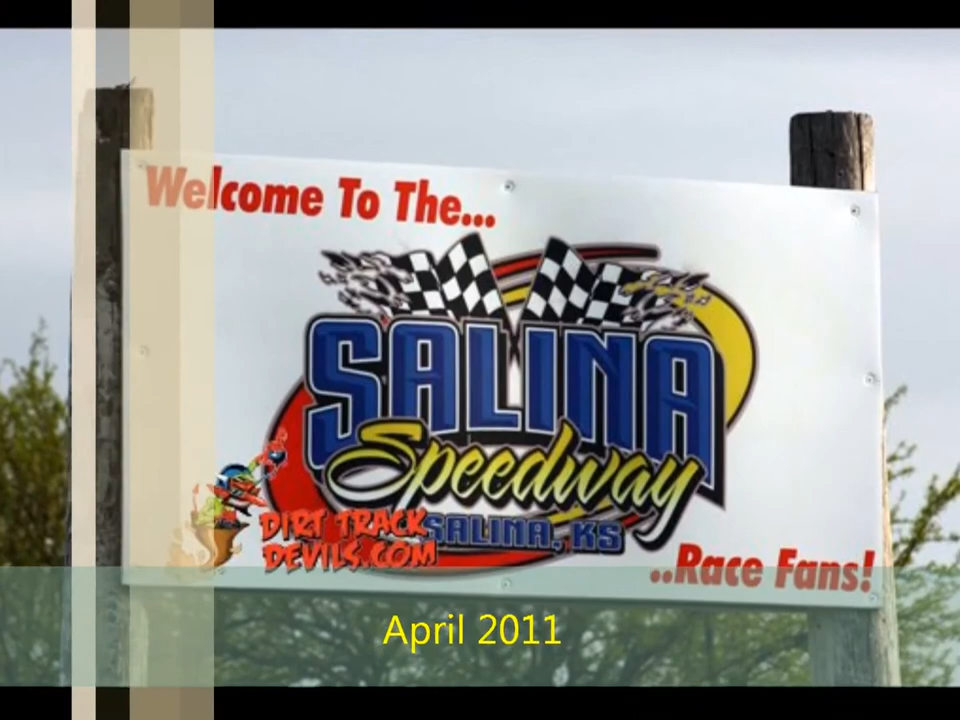 Welcome To The...
SALINA
Speedway
SALINA, KS
DIRT TRACK
DEVILS.COM
..Race Fans!
April 2011